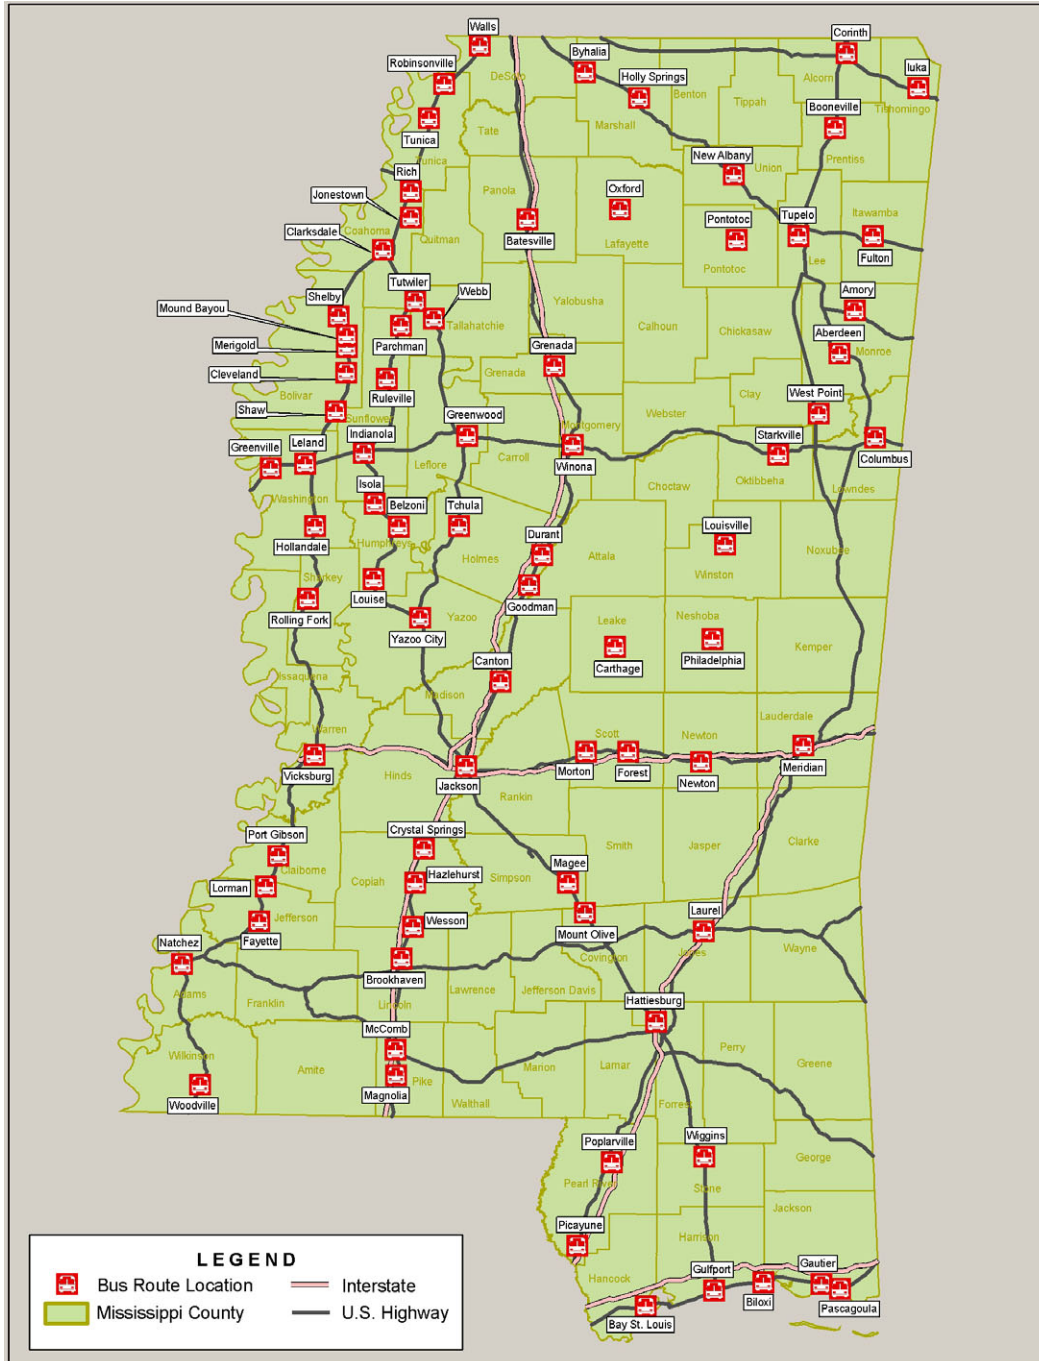 Walls
Corinth
Byhalia
Robinsonville
Iuka
DeSoto
Holly Springs
Alcorn
Benton
Tippah
Tishomingo
Booneville
Marshall
Tate
Tunica
New Albany
Prentiss
Tunica
Union
Rich
Panola
Oxford
Jonestown
Pontotoc
Tupelo
Itawamba
Clarksdale
Coahoma
Quitman
Batesville
Lafayette
Fulton
Lee
Pontotoc
Tutwiler
Webb
Shelby
Yalobusha
Amory
Mound Bayou
Tallahatchie
Calhoun
Chickasaw
Aberdeen
Merigold
Parchman
Grenada
Monroe
Cleveland
Grenada
Ruleville
Bolivar
West Point
Clay
Shaw
Sunflower
Greenwood
Montgomery
Webster
Indianola
Starkville
Greenville
Leland
Carroll
Winona
Columbus
Leflore
Isola
Choctaw
Oktibbeha
Lowndes
Washington
Belzoni
Tchula
Durant
Louisville
Hollandale
Humphreys
Holmes
Attala
Noxubee
Winston
Sharkey
Louise
Goodman
Rolling Fork
Yazoo
Leake
Neshoba
Yazoo City
Kemper
Canton
Carthage
Philadelphia
Issaquena
Madison
Lauderdale
Warren
Scott
Newton
Vicksburg
Hinds
Morton
Forest
Newton
Meridian
Jackson
Rankin
Crystal Springs
Port Gibson
Smith
Jasper
Clarke
Claiborne
Magee
Hazlehurst
Simpson
Lorman
Copiah
Jefferson
Wesson
Laurel
Fayette
Mount Olive
Natchez
Covington
Jones
Wayne
Brookhaven
Adams
Franklin
Lincoln
Lawrence
Jefferson Davis
Hattiesburg
McComb
Wilkinson
Amite
Marion
Lamar
Perry
Greene
Pike
Magnolia
Walthall
Woodville
Forrest
Poplarville
Wiggins
George
Pearl River
Stone
Jackson
Picayune
Harrison
Hancock
Gulfport
Gautier
Biloxi
Pascagoula
Bay St. Louis
LEGEND
Bus Route Location
Interstate
Mississippi County
U.S. Highway